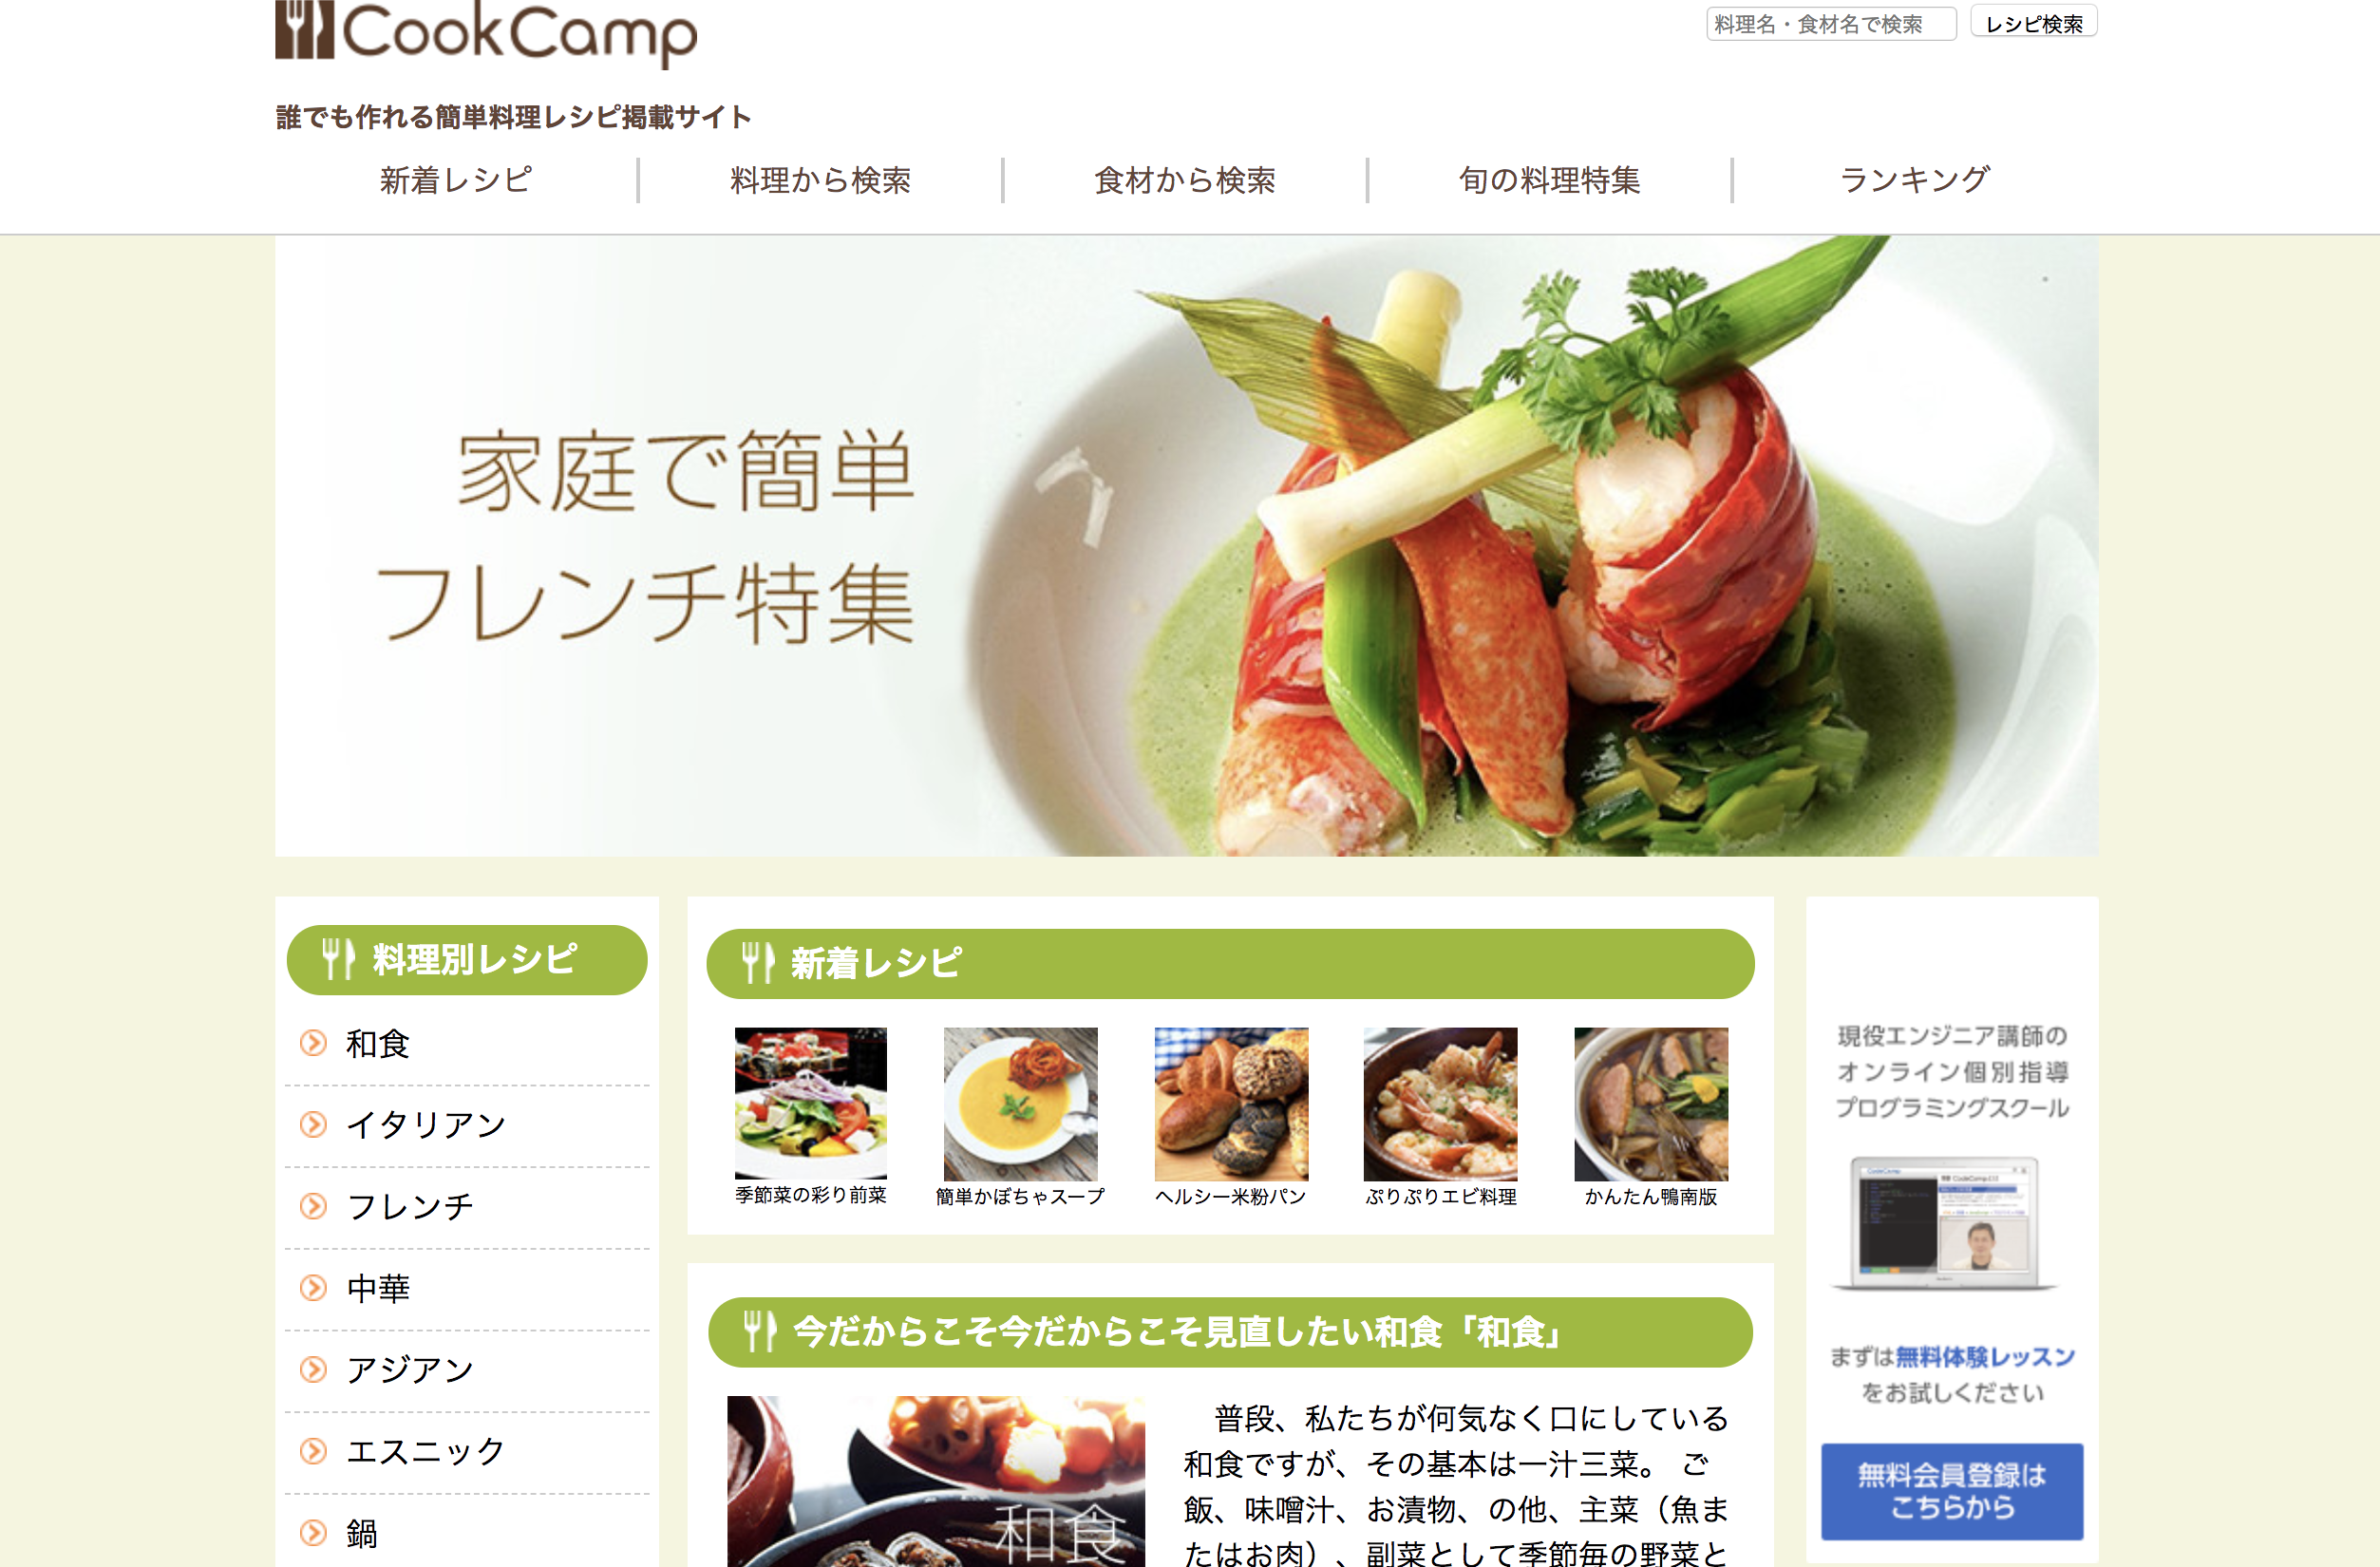 CookCamp
料理名・食材名で検索
レシピ検索
誰でも作れる簡単料理レシピ掲載サイト
新着レシピ
料理から検索
食材から検索
旬の料理特集
ランキング
家庭で簡単
フレンチ特集
料理別レシピ
和食
イタリアン
フレンチ
中華
アジアン
エスニック
鍋
新着レシピ
季節菜の彩り前菜
簡単かぼちゃスープ
ヘルシー米粉パン
ぷりぷりエビ料理
かんたん鴨南版
今だからこそ今だからこそ見直したい和食「和食」
和食
普段、私たちが何気なく口にしている
和食ですが、その基本は一汁三菜。 ご
飯、味噌汁、お漬物、の他、主菜（魚ま
たはお肉）、副菜として季節毎の野菜と
現役エンジニア講師の
オンライン個別指導
プログラミングスクール
CodeCamp
まずは無料体験レッスン
をお試しください
無料会員登録は
こちらから